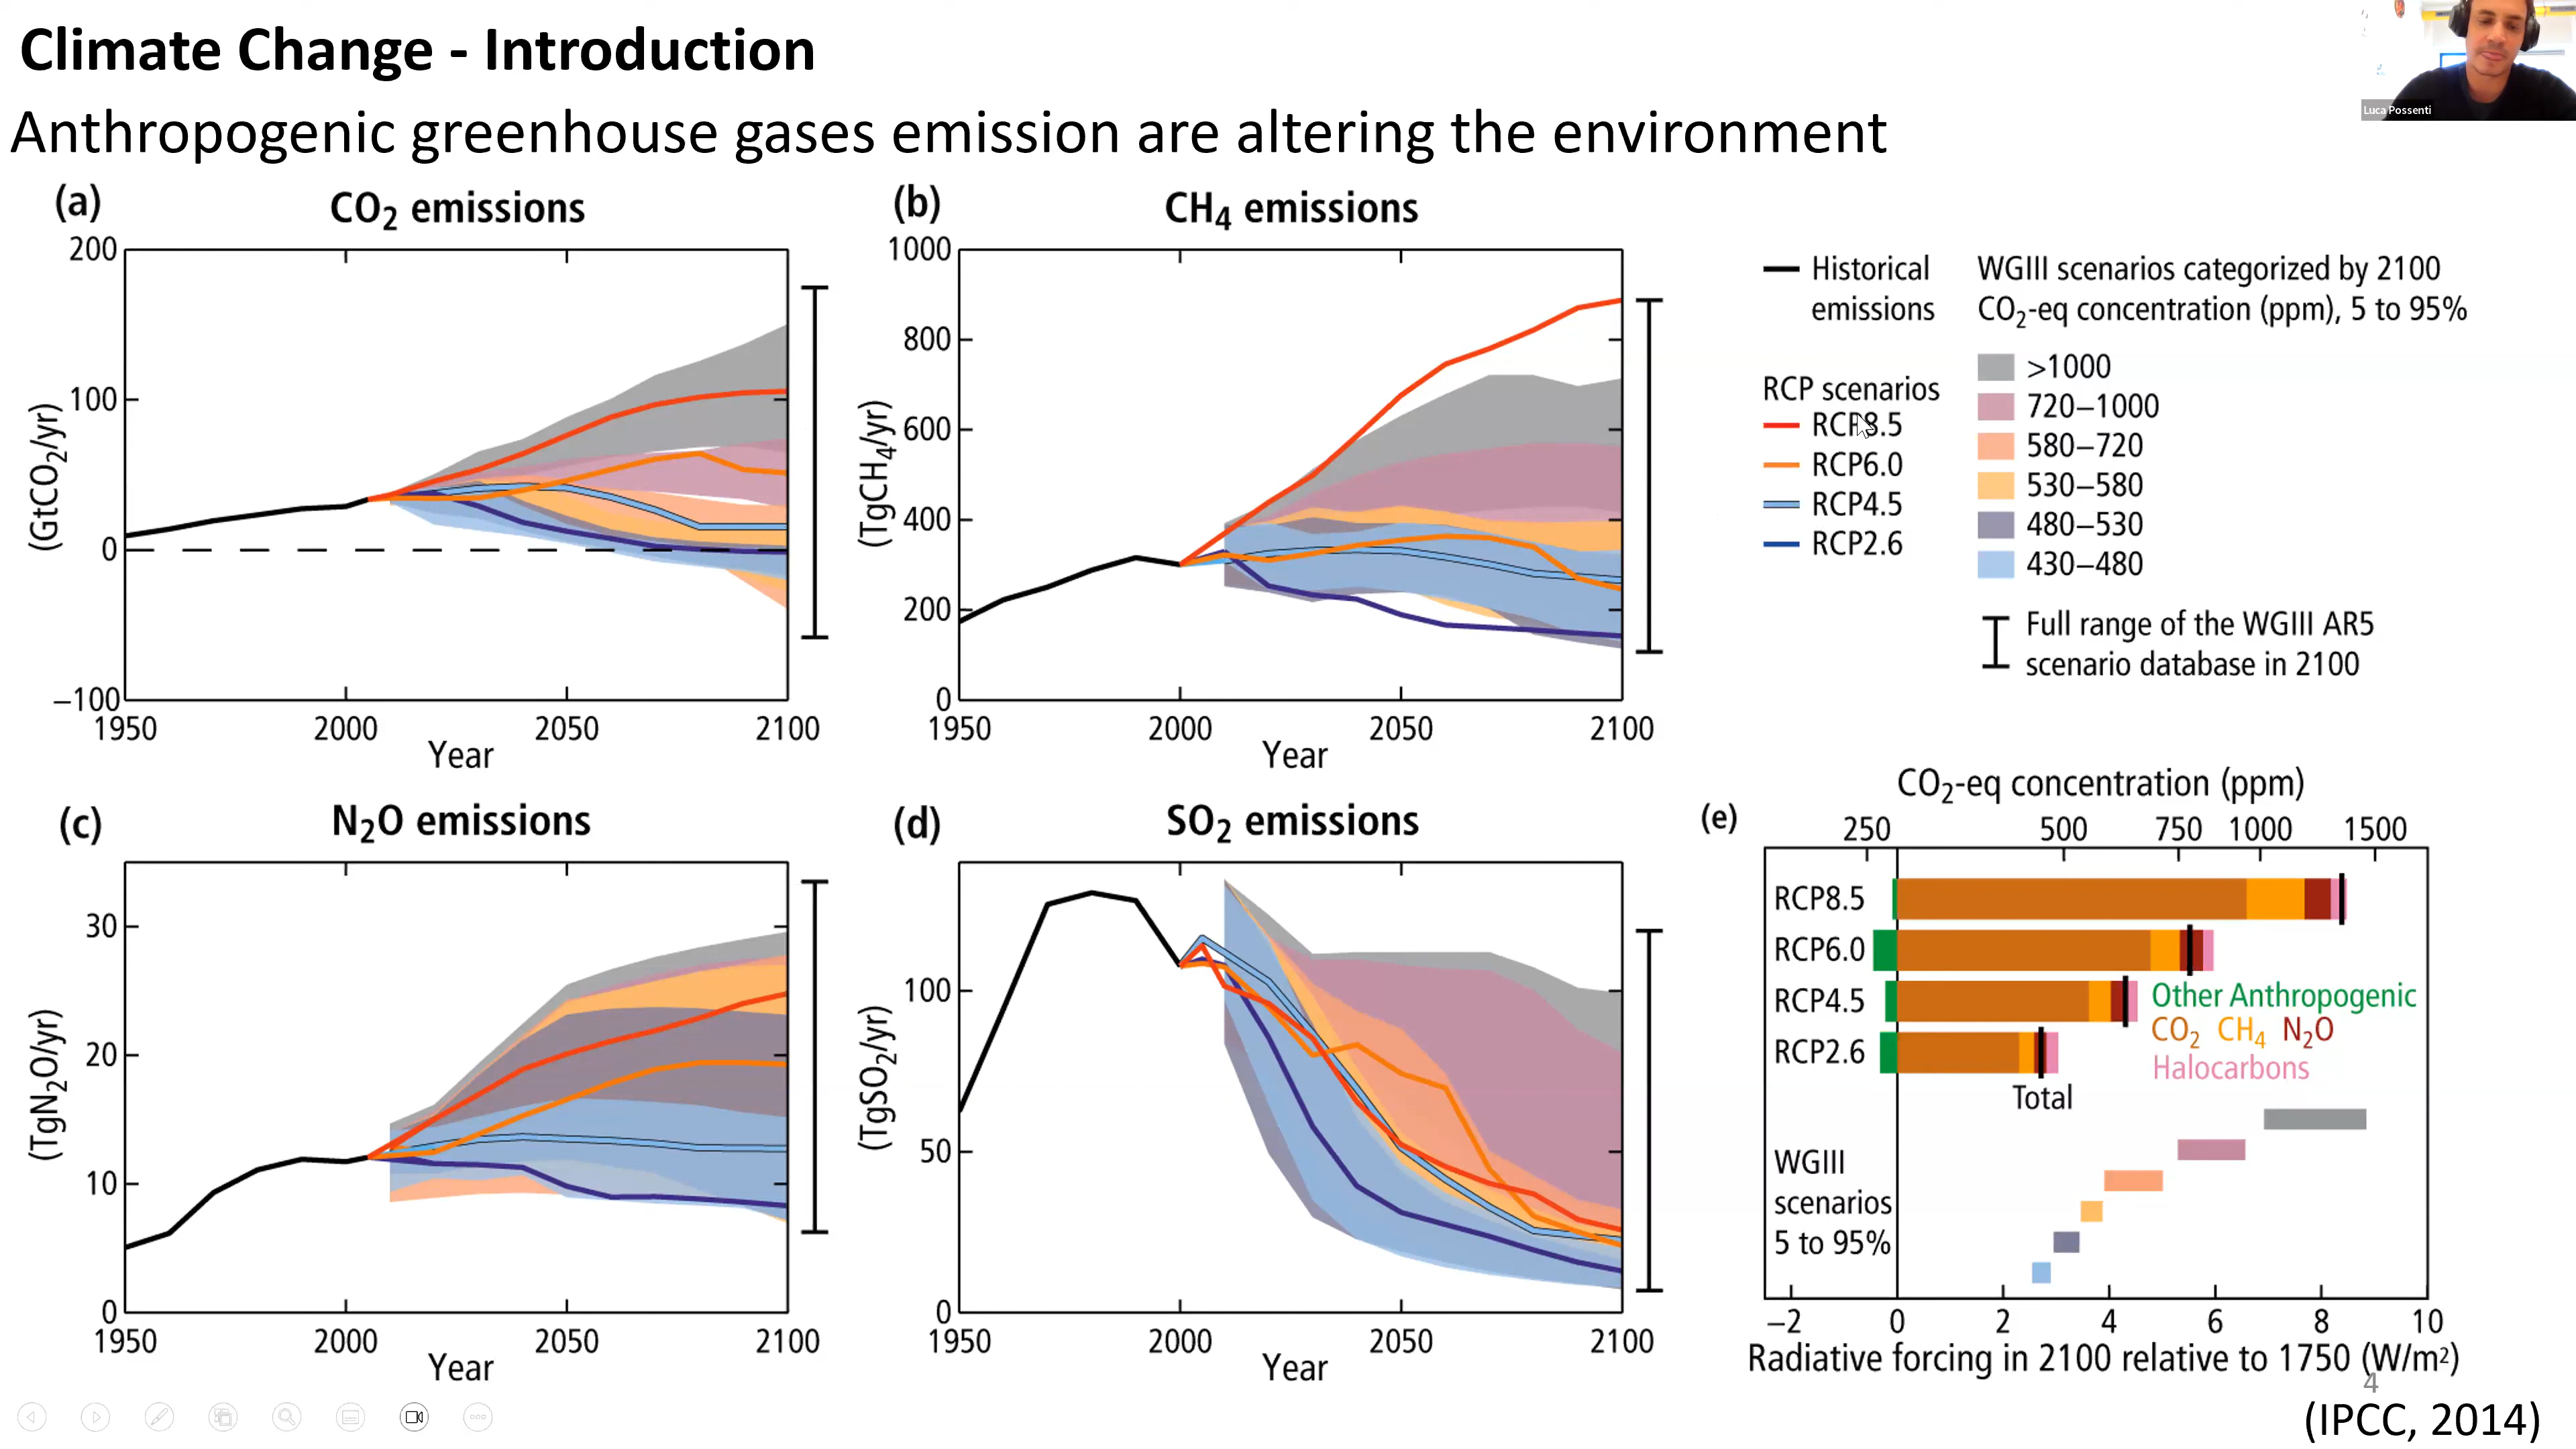 Climate Change - Introduction
Luca Possenti
Anthropogenic greenhouse gases emission are altering the environment
(a) CO2 emissions
200
100
0
−100
(GtCO2/yr)
1950 2000 2050 2100
Year
(b) CH4 emissions
1000
800
600
400
200
0
(TgCH4/yr)
1950 2000 2050 2100
Year
Historical
emissions
RCP scenarios
RCP8.5
RCP6.0
RCP4.5
RCP2.6
WGIII scenarios categorized by 2100
CO2-eq concentration (ppm), 5 to 95%
>1000
720–1000
580–720
530–580
480–530
430–480
Full range of the WGIII AR5
scenario database in 2100
(c) N2O emissions
30
20
10
0
(TgN2O/yr)
1950 2000 2050 2100
Year
(d) SO2 emissions
100
50
0
(TgSO2/yr)
1950 2000 2050 2100
Year
CO2-eq concentration (ppm)
(e) 250 500 750 1000 1500
RCP8.5
RCP6.0
RCP4.5
RCP2.6
Other Anthropogenic
CO2 CH4 N2O
Halocarbons
Total
WGIII
scenarios
5 to 95%
−2 0 2 4 6 8 10
Radiative forcing in 2100 relative to 1750 (W/m2)
4
(IPCC, 2014)